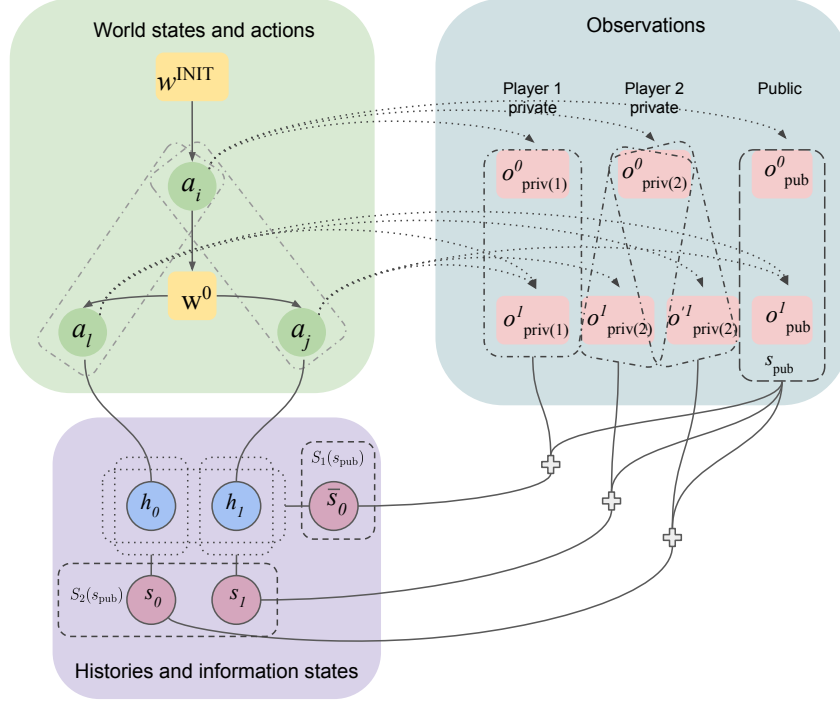 World states and actions
w^INIT
a_i
w^0
a_l
a_j
Observations
Player 1
private
Player 2
private
Public
o^0_priv(1)
o^0_priv(2)
o^0_pub
o^1_priv(1)
o^1_priv(2)
o'^1_priv(2)
o^1_pub
s_pub
S_1(s_pub)
h_0
h_1
s̅_0
S_2(s_pub)
s_0
s_1
Histories and information states